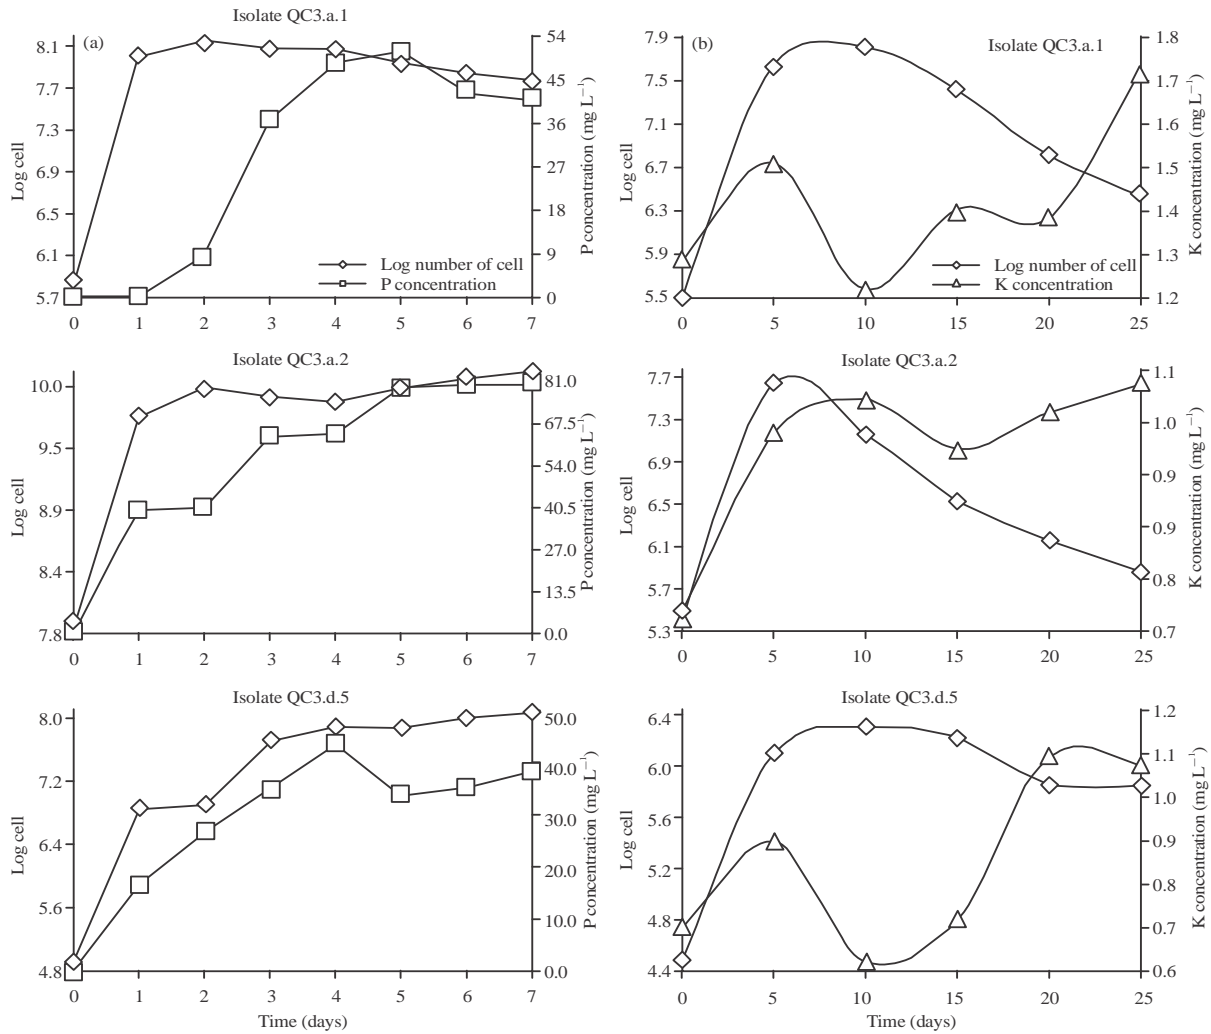 Isolate QC3.a.1
(a)
8.1
7.7
7.3
6.9
6.5
6.1
5.7
Log cell
54
45
36
27
18
9
0
P concentration (mg L⁻¹)
Log number of cell
P concentration
0 1 2 3 4 5 6 7
(b)
Isolate QC3.a.1
7.9
7.5
7.1
6.7
6.3
5.9
5.5
Log cell
1.8
1.7
1.6
1.5
1.4
1.3
1.2
K concentration (mg L⁻¹)
Log number of cell
K concentration
0 5 10 15 20 25
Isolate QC3.a.2
10.0
9.5
8.9
8.4
7.8
Log cell
81.0
67.5
54.0
40.5
27.0
13.5
0.0
P concentration (mg L⁻¹)
0 1 2 3 4 5 6 7
Isolate QC3.a.2
7.7
7.3
6.9
6.5
6.1
5.7
5.3
Log cell
1.1
1.0
0.9
0.9
0.8
0.7
K concentration (mg L⁻¹)
0 5 10 15 20 25
Isolate QC3.d.5
8.0
7.2
6.4
5.6
4.8
Log cell
50.0
40.0
30.0
20.0
10.0
0.0
P concentration (mg L⁻¹)
0 1 2 3 4 5 6 7
Time (days)
Isolate QC3.d.5
6.4
6.0
5.6
5.2
4.8
4.4
Log cell
1.2
1.1
1.0
0.9
0.8
0.7
0.6
K concentration (mg L⁻¹)
0 5 10 15 20 25
Time (days)